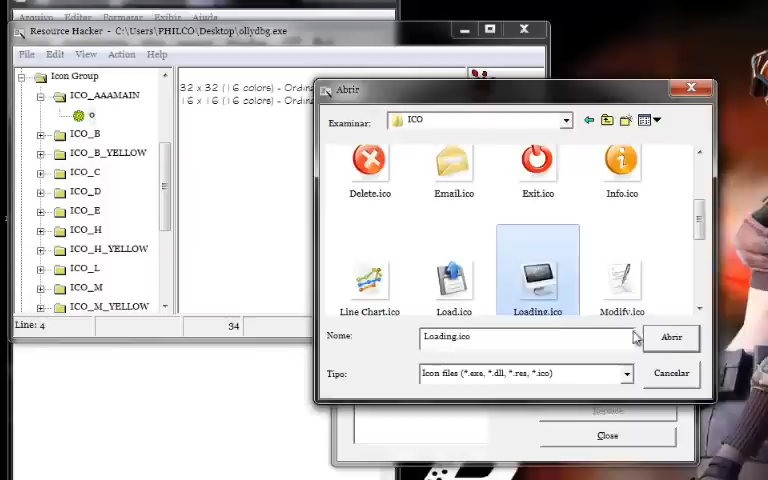 Arquivo Editar Formatar Exibir Ajuda
Resource Hacker - C:\Users\PHILCO\Desktop\ollydbg.exe
File Edit View Action Help
Icon Group
ICO_AAAMAIN
0
ICO_B
ICO_B_YELLOW
ICO_C
ICO_D
ICO_E
ICO_H
ICO_H_YELLOW
ICO_L
ICO_M
ICO_M_YELLOW
32 x 32 (16 colors) - Ordin
16 x 16 (16 colors) - Ordin
Line: 4
34
Abrir
Examinar: ICO
Delete.ico Email.ico Exit.ico Info.ico
Line Chart.ico Load.ico Loading.ico Modify.ico
Nome: Loading.ico Abrir
Tipo: Icon files (*.exe, *.dll, *.res, *.ico) Cancelar
Close